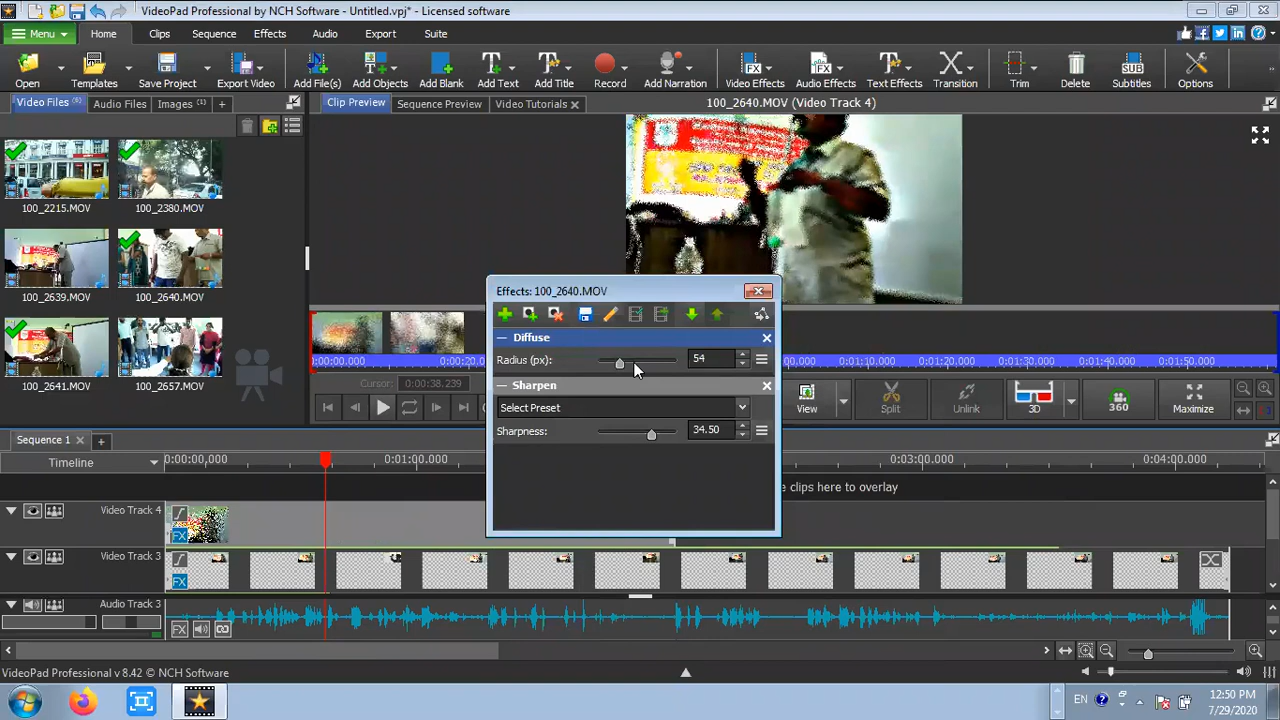 VideoPad Professional by NCH Software - Untitled.vpj* - Licensed software
Menu Home Clips Sequence Effects Audio Export Suite
Open Templates Save Project Export Video Add File(s) Add Objects Add Blank Add Text Add Title Record Add Narration Video Effects Audio Effects Text Effects Transition Trim Delete Subtitles Options
Video Files (8) Audio Files Images (1) +
Clip Preview Sequence Preview Video Tutorials
100_2640.MOV (Video Track 4)
100_2215.MOV 100_2380.MOV
100_2639.MOV 100_2640.MOV
100_2641.MOV 100_2657.MOV
Effects: 100_2640.MOV
Diffuse
Radius (px): 54
Sharpen
Select Preset
Sharpness: 34.50
0:00:00.000
0:01:10.000 0:01:20.000 0:01:30.000 0:01:40.000
Cursor: 0:00:38.239
View Split Unlink 3D 360 Maximize
Sequence 1 +
Timeline 0:00:00.000 0:01:00.000 0:03:00.000 0:04:00.000
e clips here to overlay
Video Track 4
FX
Video Track 3
FX
Audio Track 3
FX
VideoPad Professional v 8.42 © NCH Software
EN
12:50 PM
7/29/2020